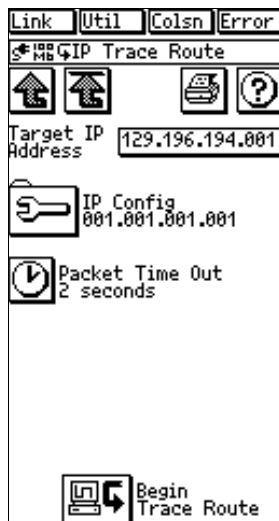 Link Util Colsn Error
IP Trace Route
Target IP
Address
129.196.194.001
IP Config
001.001.001.001
Packet Time Out
2 seconds
Begin
Trace Route